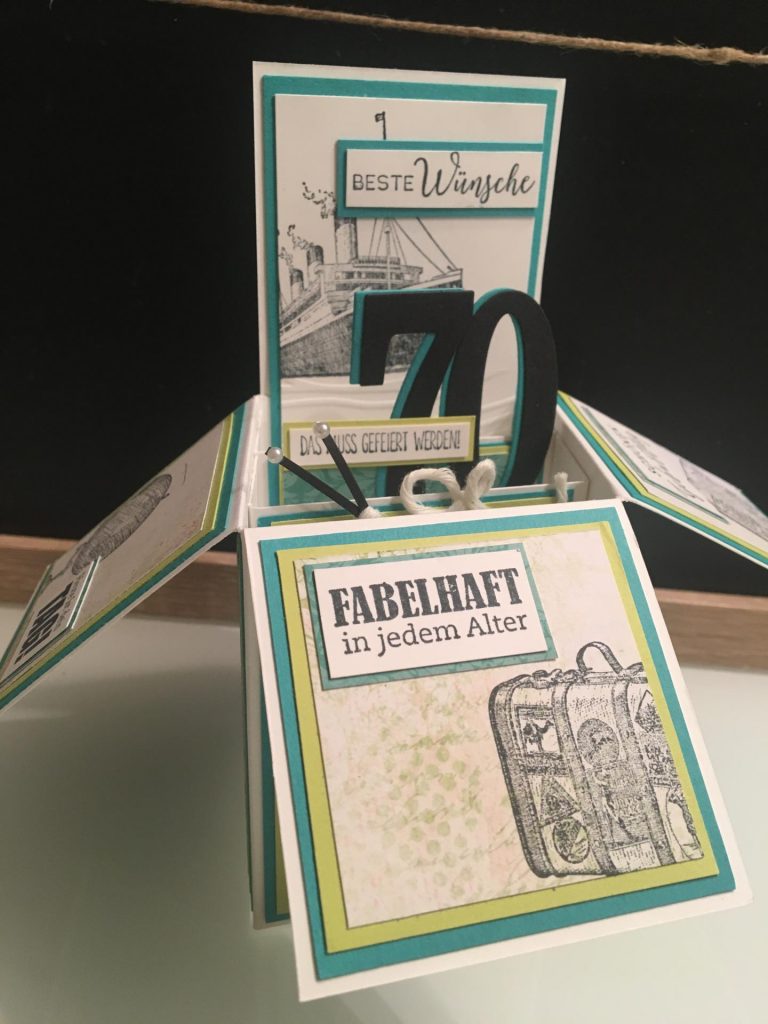 BESTE Wünsche
70
DAS MUSS GEFEIERT WERDEN!
FABELHAFT
in jedem Alter